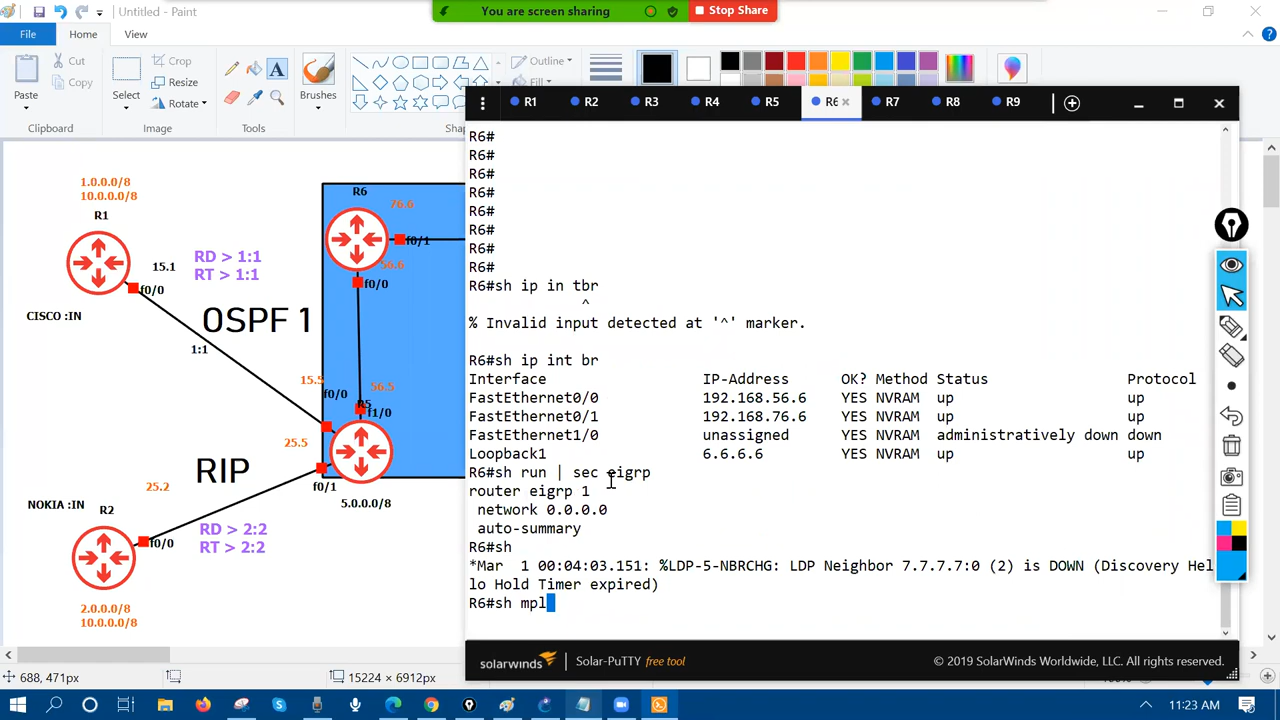 Untitled - Paint
You are screen sharing
Stop Share
File
Home
View
Paste
Cut
Copy
Clipboard
Select
Crop
Resize
Rotate
Image
Tools
Brushes
Outline
Fill
R1
R2
R3
R4
R5
R6
R7
R8
R9
R6#
R6#
R6#
R6#
R6#
R6#
R6#
R6#
R6#sh ip in tbr
^
% Invalid input detected at '^' marker.
R6#sh ip int br
Interface IP-Address OK? Method Status Protocol
FastEthernet0/0 192.168.56.6 YES NVRAM up up
FastEthernet0/1 192.168.76.6 YES NVRAM up up
FastEthernet1/0 unassigned YES NVRAM administratively down down
Loopback1 6.6.6.6 YES NVRAM up up
R6#sh run | sec eigrp
router eigrp 1
network 0.0.0.0
auto-summary
R6#sh
*Mar 1 00:04:03.151: %LDP-5-NBRCHG: LDP Neighbor 7.7.7.7:0 (2) is DOWN (Discovery Hel
lo Hold Timer expired)
R6#sh mpl
solarwinds
Solar-PuTTY free tool
© 2019 SolarWinds Worldwide, LLC. All rights reserved.
1.0.0.0/8
10.0.0.0/8
R1
15.1
f0/0
CISCO :IN
RD > 1:1
RT > 1:1
OSPF 1
1:1
R6
76.6
f0/1
56.6
f0/0
15.5
f0/0
56.5
R5
f1/0
25.5
f0/1
5.0.0.0/8
RIP
25.2
NOKIA :IN
R2
f0/0
RD > 2:2
RT > 2:2
2.0.0.0/8
10.0.0.0/8
688, 471px
15224 × 6912px
11:23 AM